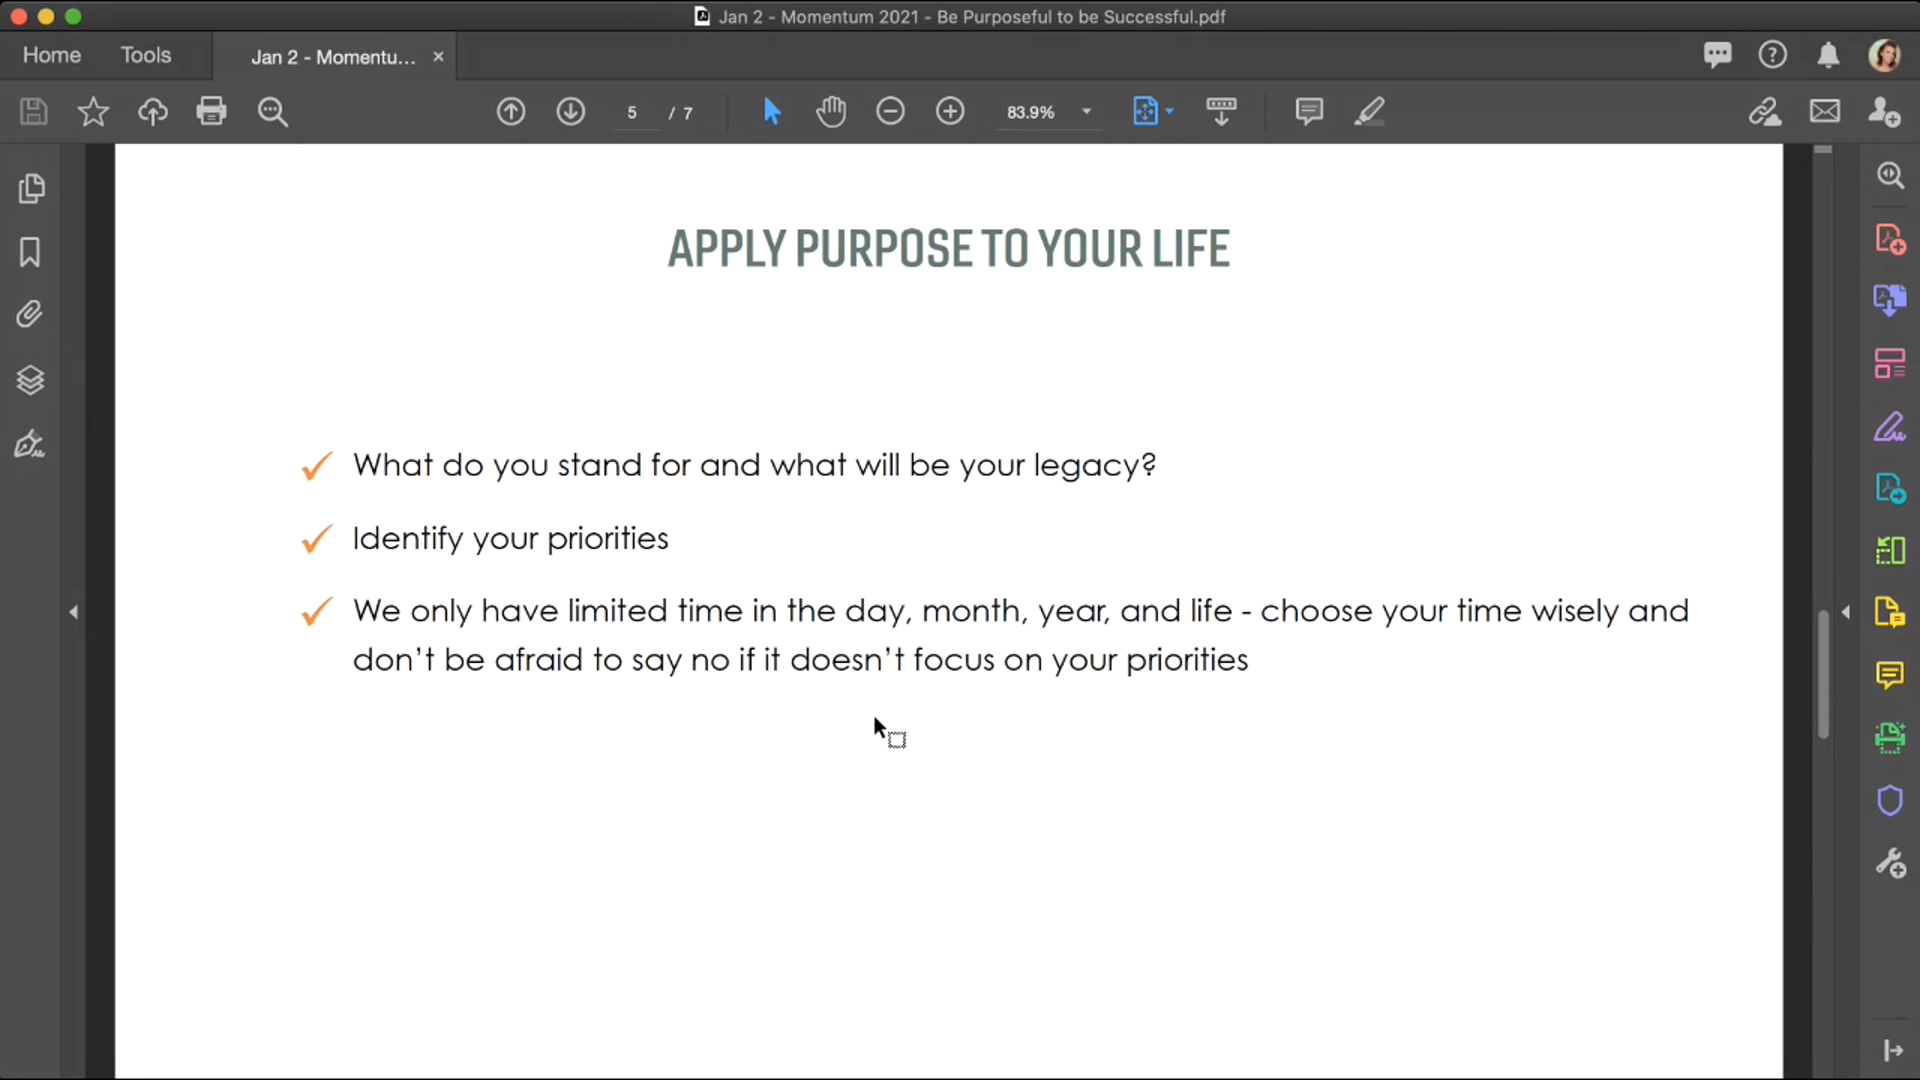 Jan 2 - Momentum 2021 - Be Purposeful to be Successful.pdf
Home
Tools
Jan 2 - Momentu...
5 / 7
83.9%
APPLY PURPOSE TO YOUR LIFE
What do you stand for and what will be your legacy?
Identify your priorities
We only have limited time in the day, month, year, and life - choose your time wisely and
don’t be afraid to say no if it doesn’t focus on your priorities